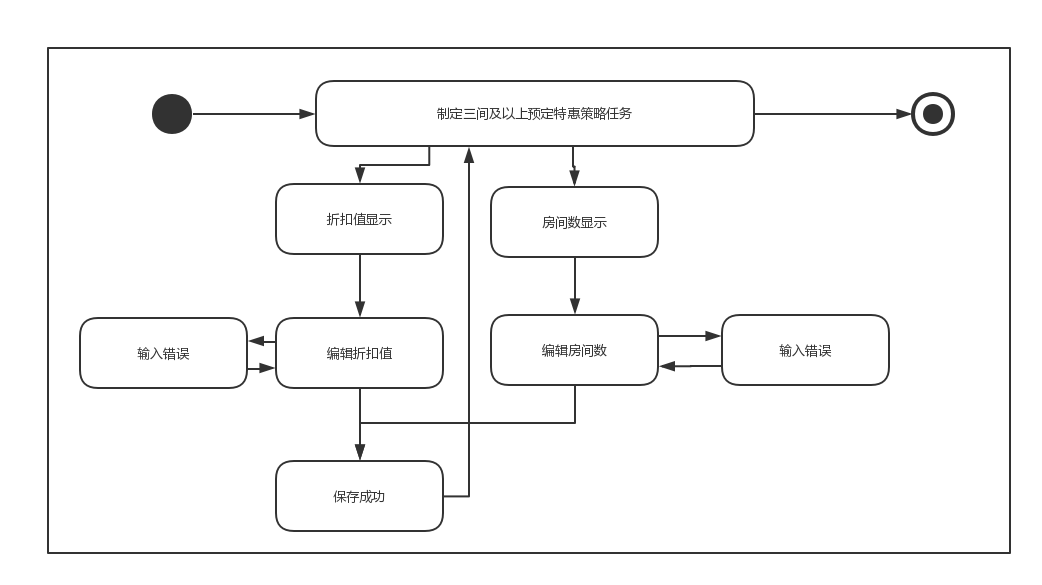 制定三间及以上预定特惠策略任务
折扣值显示
房间数显示
输入错误
编辑折扣值
编辑房间数
输入错误
保存成功